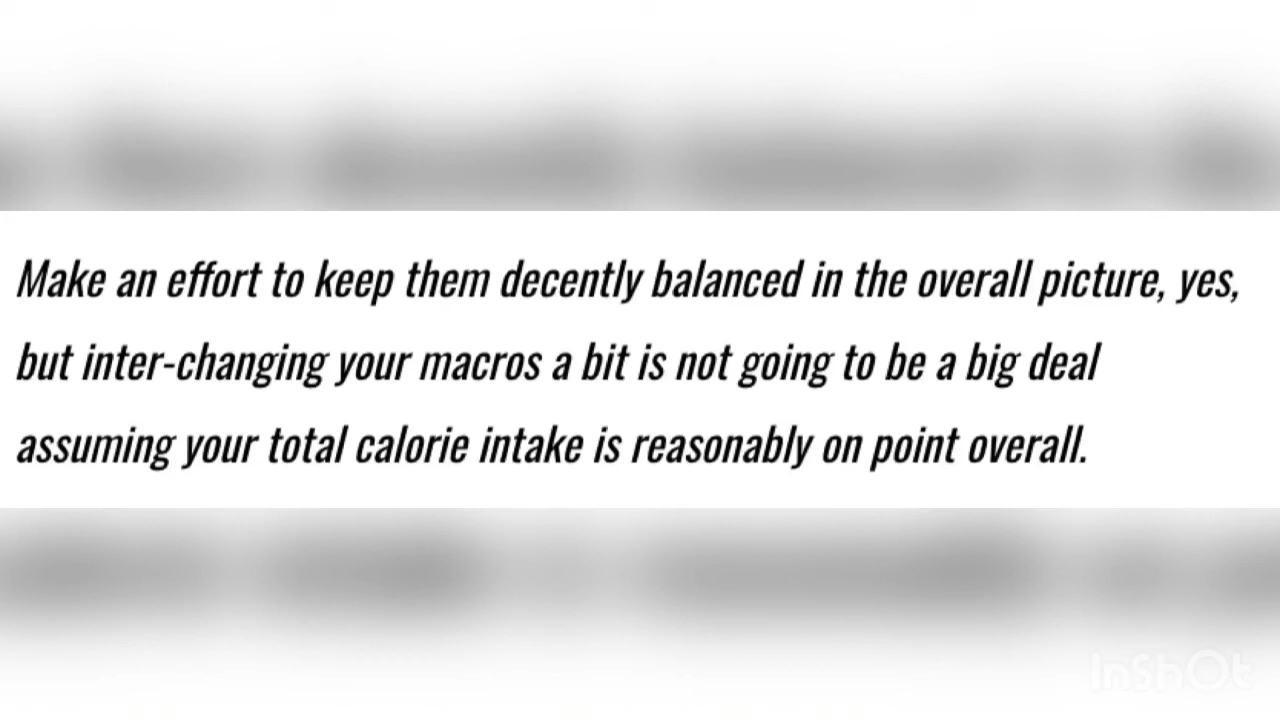 Make an effort to keep them decently balanced in the overall picture, yes,
but inter-changing your macros a bit is not going to be a big deal
assuming your total calorie intake is reasonably on point overall.
InShOt